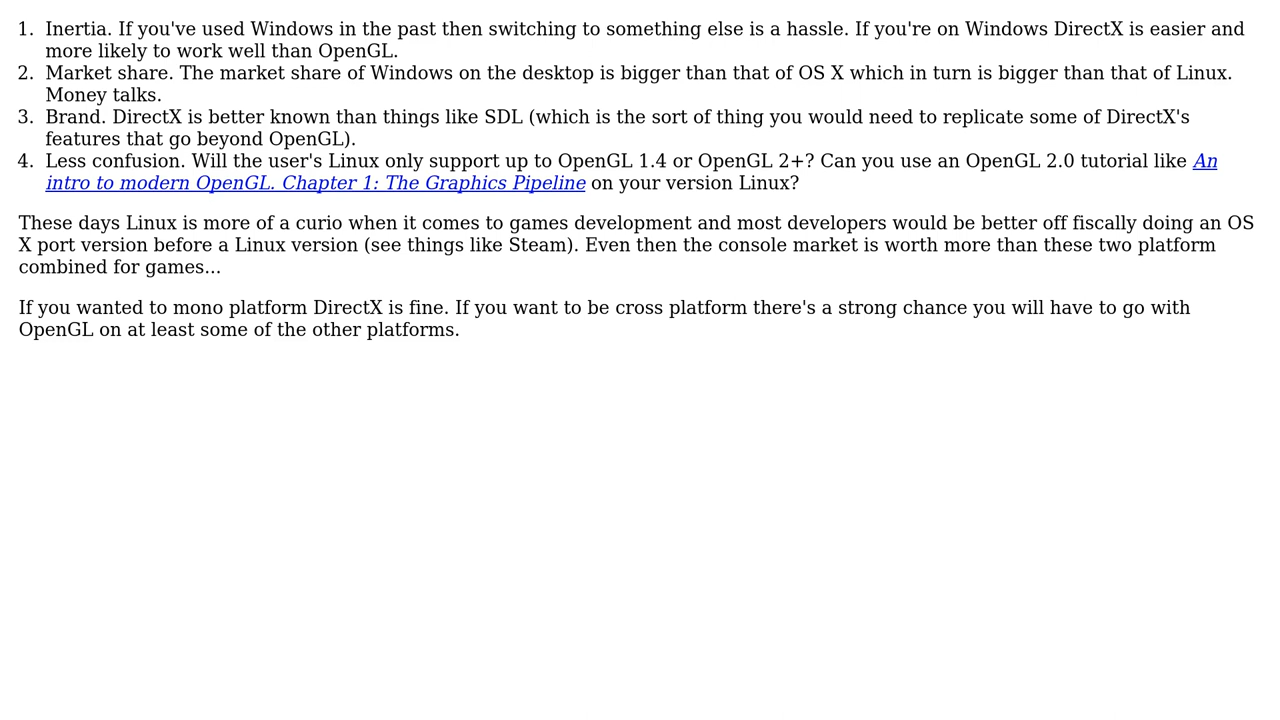 1. Inertia. If you've used Windows in the past then switching to something else is a hassle. If you're on Windows DirectX is easier and
more likely to work well than OpenGL.
2. Market share. The market share of Windows on the desktop is bigger than that of OS X which in turn is bigger than that of Linux.
Money talks.
3. Brand. DirectX is better known than things like SDL (which is the sort of thing you would need to replicate some of DirectX's
features that go beyond OpenGL).
4. Less confusion. Will the user's Linux only support up to OpenGL 1.4 or OpenGL 2+? Can you use an OpenGL 2.0 tutorial like An
intro to modern OpenGL. Chapter 1: The Graphics Pipeline on your version Linux?
These days Linux is more of a curio when it comes to games development and most developers would be better off fiscally doing an OS
X port version before a Linux version (see things like Steam). Even then the console market is worth more than these two platform
combined for games...
If you wanted to mono platform DirectX is fine. If you want to be cross platform there's a strong chance you will have to go with
OpenGL on at least some of the other platforms.